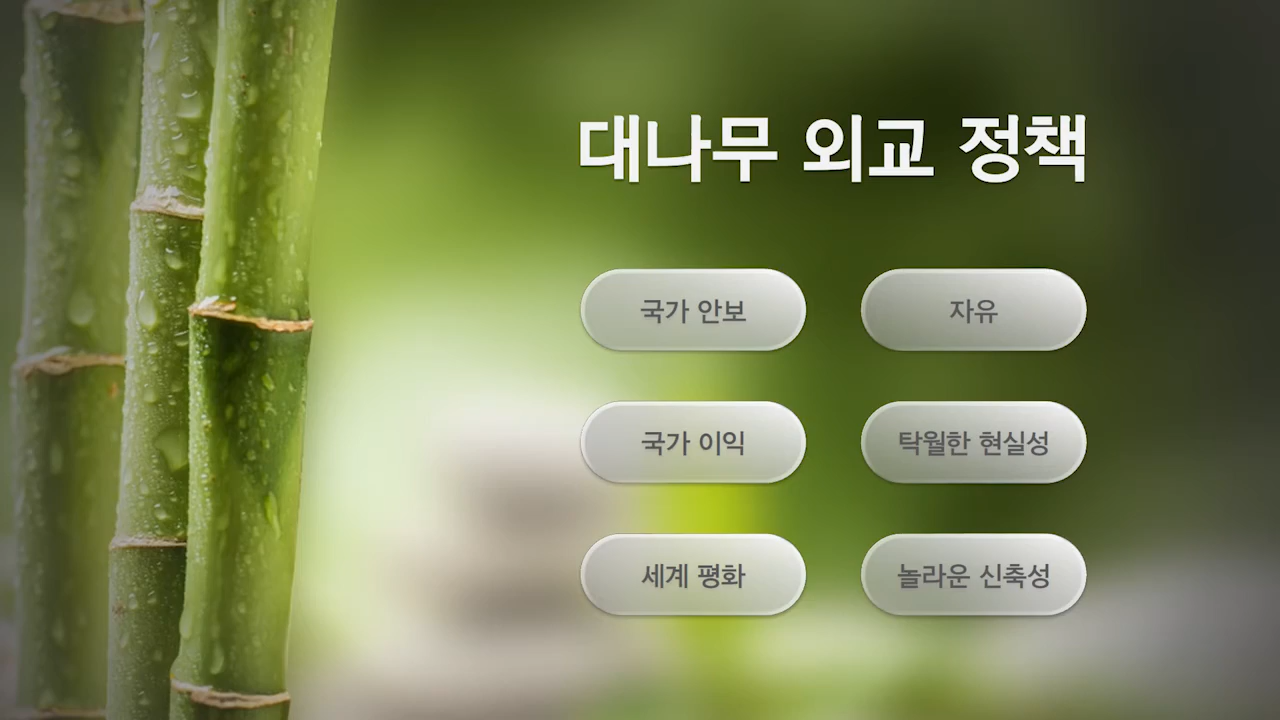 대나무 외교 정책
국가 안보
자유
국가 이익
탁월한 현실성
세계 평화
놀라운 신축성